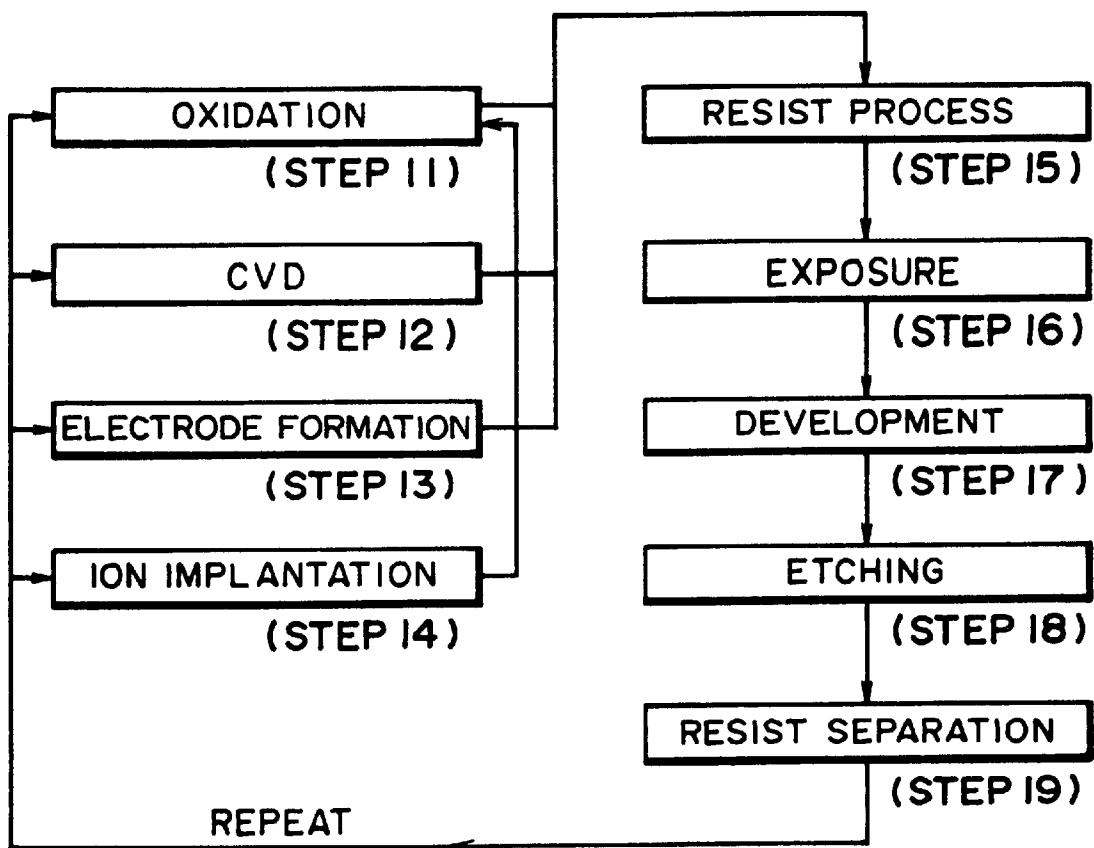 OXIDATION
(STEP 11)
CVD
(STEP 12)
ELECTRODE FORMATION
(STEP 13)
ION IMPLANTATION
(STEP 14)
RESIST PROCESS
(STEP 15)
EXPOSURE
(STEP 16)
DEVELOPMENT
(STEP 17)
ETCHING
(STEP 18)
RESIST SEPARATION
(STEP 19)
REPEAT